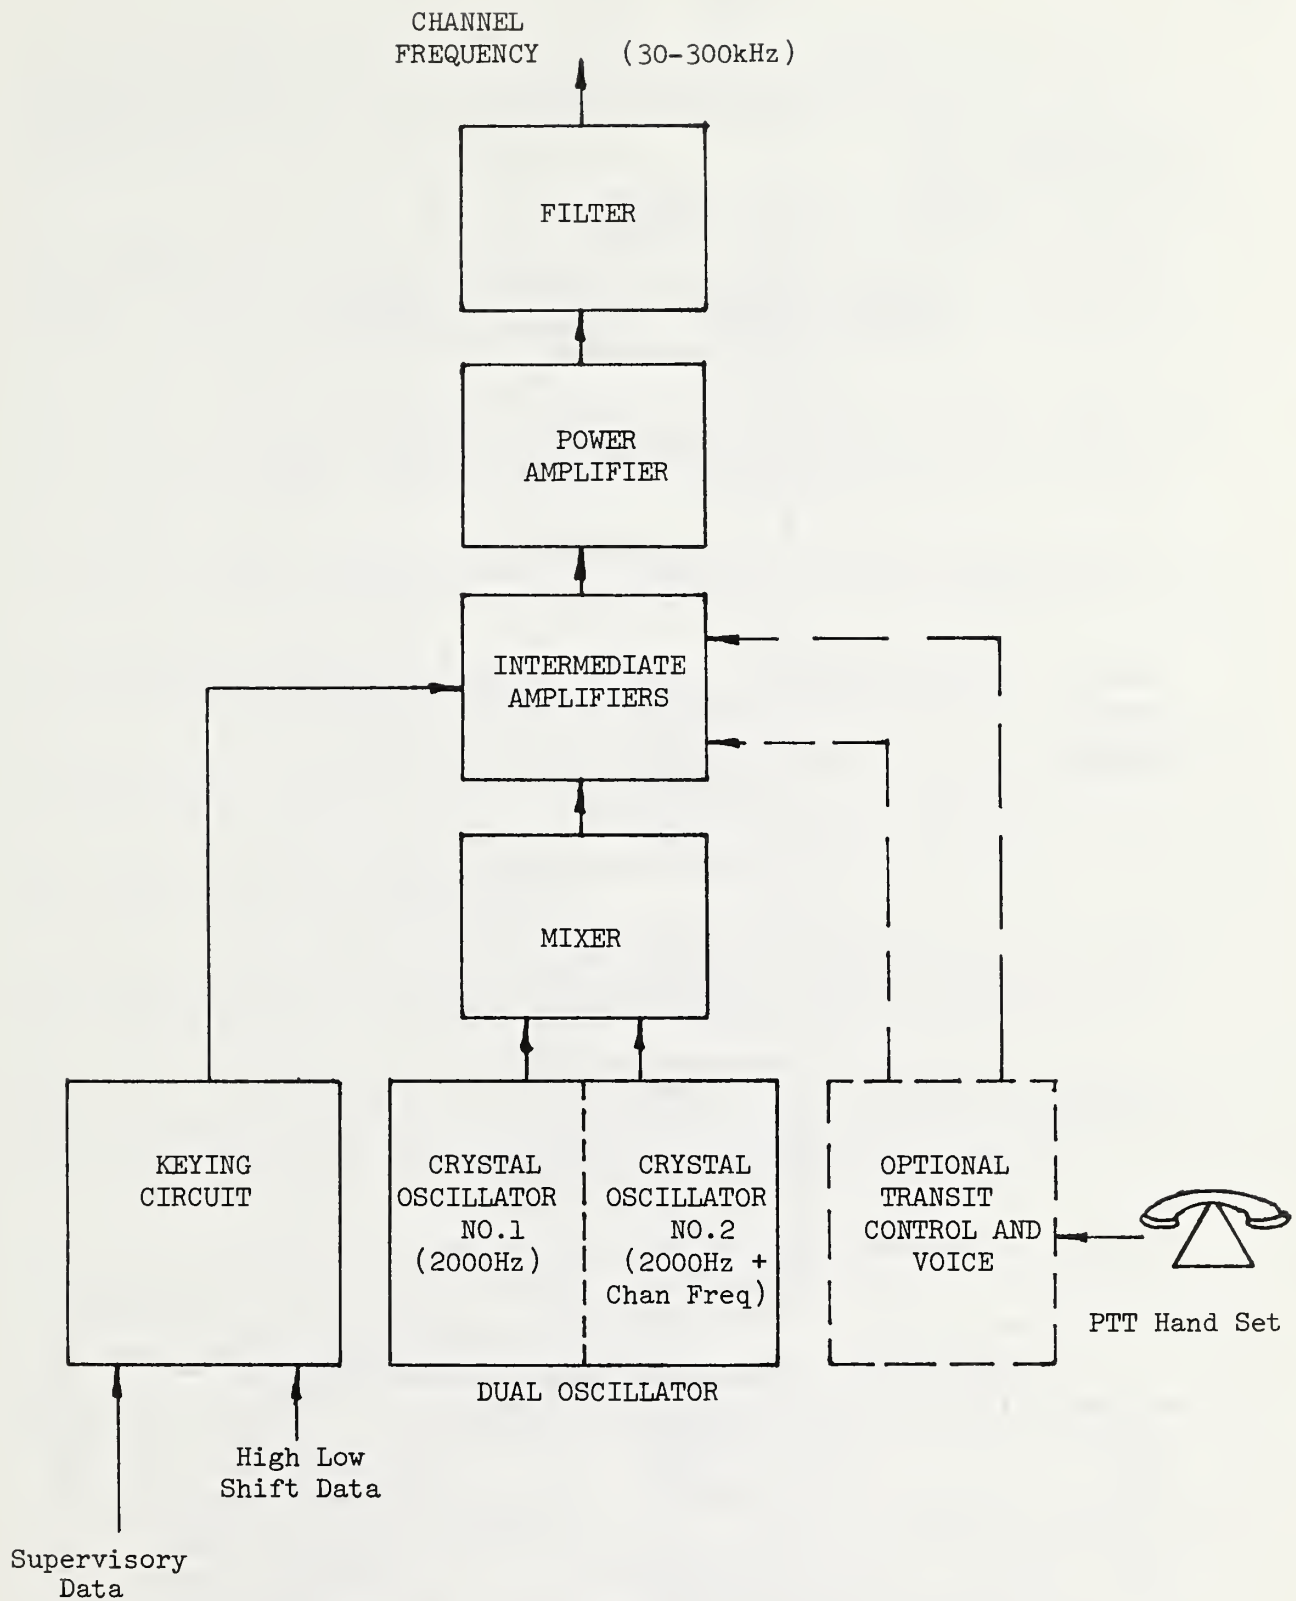 CHANNEL
FREQUENCY (30-300kHz)
FILTER
POWER
AMPLIFIER
INTERMEDIATE
AMPLIFIERS
MIXER
KEYING
CIRCUIT
CRYSTAL
OSCILLATOR
NO.1
(2000Hz)
CRYSTAL
OSCILLATOR
NO.2
(2000Hz +
Chan Freq)
OPTIONAL
TRANSIT
CONTROL AND
VOICE
PTT Hand Set
DUAL OSCILLATOR
High Low
Shift Data
Supervisory
Data